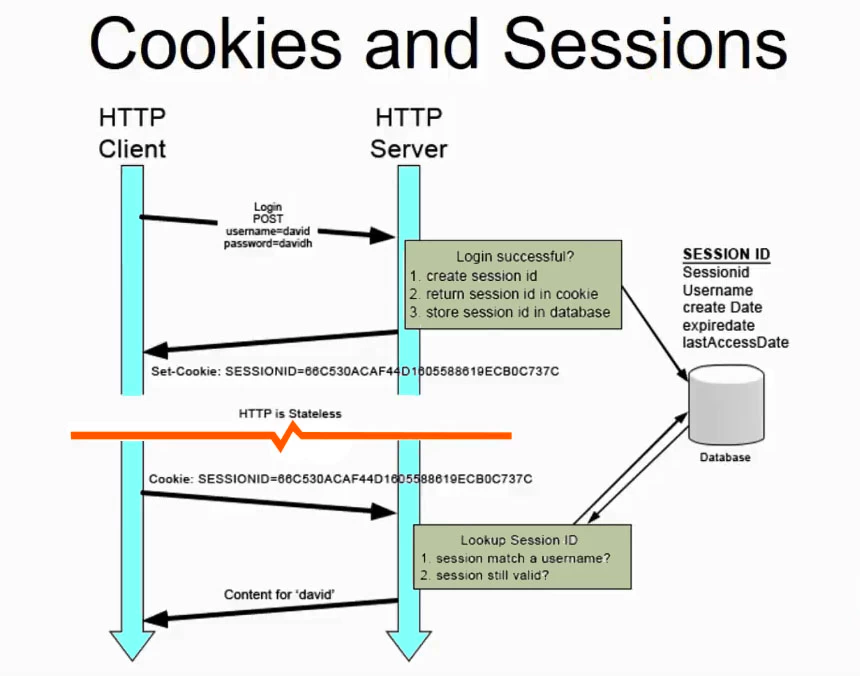 Cookies and Sessions
HTTP
Client
HTTP
Server
Login
POST
username=david
password=davidh
Login successful?
1. create session id
2. return session id in cookie
3. store session id in database
SESSION ID
Sessionid
Username
create Date
expiredate
lastAccessDate
Set-Cookie: SESSIONID=66C530ACAF44D1605588619ECB0C737C
HTTP is Stateless
Database
Cookie: SESSIONID=66C530ACAF44D1605588619ECB0C737C
Lookup Session ID
1. session match a username?
2. session still valid?
Content for ‘david’